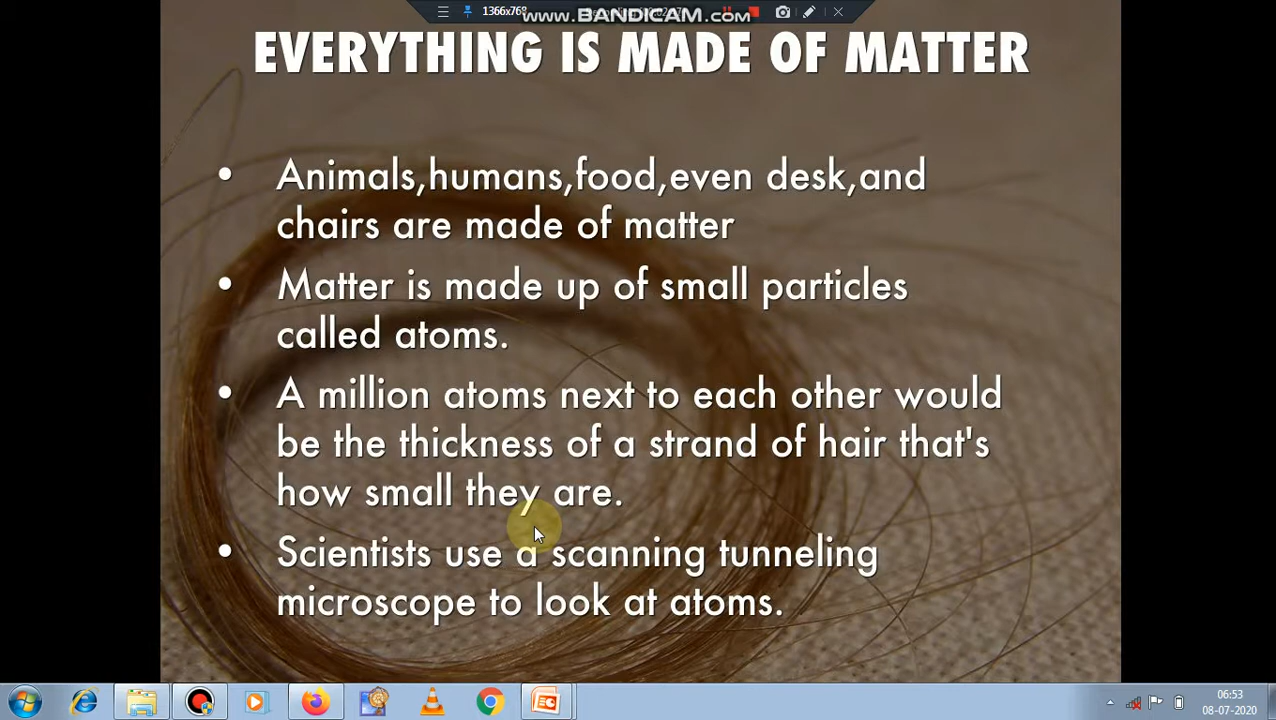 1366x768
www.BANDICAM.com
EVERYTHING IS MADE OF MATTER
• Animals,humans,food,even desk,and
chairs are made of matter
• Matter is made up of small particles
called atoms.
• A million atoms next to each other would
be the thickness of a strand of hair that's
how small they are.
• Scientists use a scanning tunneling
microscope to look at atoms.
06:53
08-07-2020